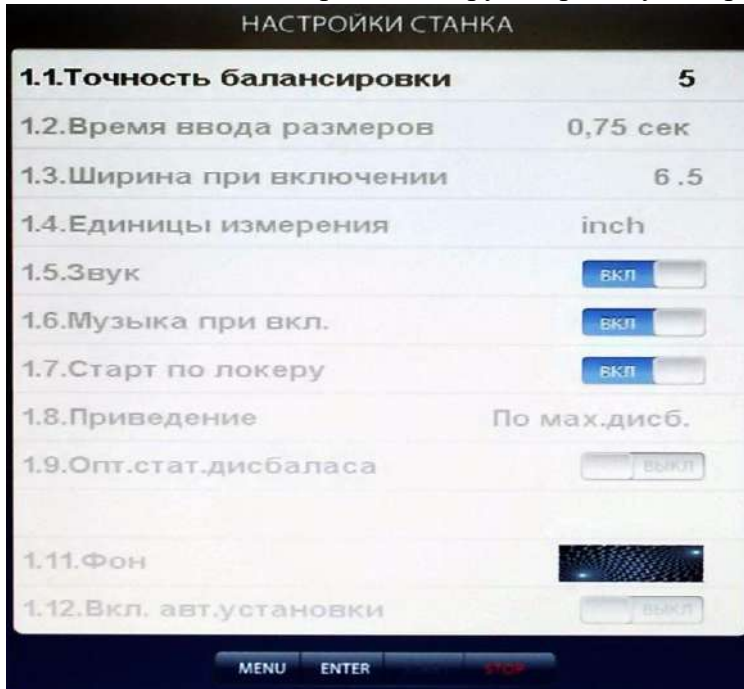 НАСТРОЙКИ СТАНКА
1.1.Точность балансировки 5
1.2.Время ввода размеров 0,75 сек
1.3.Ширина при включении 6.5
1.4.Единицы измерения inch
1.5.Звук ВКЛ
1.6.Музыка при вкл. ВКЛ
1.7.Старт по локеру ВКЛ
1.8.Приведение По мах.дисб.
1.9.Опт.стат.дисбаласа ВЫКЛ
1.11.Фон
1.12.Вкл. авт.установки ВЫКЛ
MENU ENTER STOP